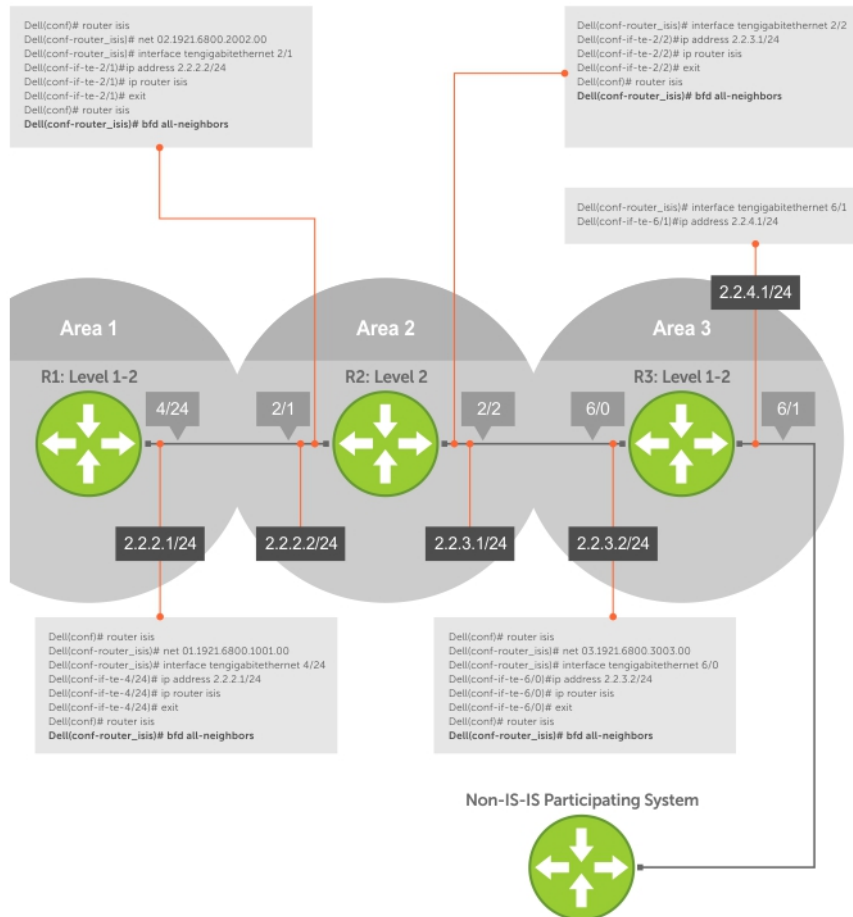 Dell(conf)# router isis
Dell(conf-router_isis)# net 02.1921.6800.2002.00
Dell(conf-router_isis)# interface tengigabitethernet 2/1
Dell(conf-if-te-2/1)#ip address 2.2.2.2/24
Dell(conf-if-te-2/1)# ip router isis
Dell(conf-if-te-2/1)# exit
Dell(conf)# router isis
Dell(conf-router_isis)# bfd all-neighbors
Dell(conf-router_isis)# interface tengigabitethernet 2/2
Dell(conf-if-te-2/2)#ip address 2.2.3.1/24
Dell(conf-if-te-2/2)# ip router isis
Dell(conf-if-te-2/2)# exit
Dell(conf)# router isis
Dell(conf-router_isis)# bfd all-neighbors
Dell(conf-router_isis)# interface tengigabitethernet 6/1
Dell(conf-if-te-6/1)#ip address 2.2.4.1/24
2.2.4.1/24
Area 1
Area 2
Area 3
R1: Level 1-2
R2: Level 2
R3: Level 1-2
4/24
2/1
2/2
6/0
6/1
2.2.2.1/24
2.2.2.2/24
2.2.3.1/24
2.2.3.2/24
Dell(conf)# router isis
Dell(conf-router_isis)# net 01.1921.6800.1001.00
Dell(conf-router_isis)# interface tengigabitethernet 4/24
Dell(conf-if-te-4/24)# ip address 2.2.2.1/24
Dell(conf-if-te-4/24)# ip router isis
Dell(conf-if-te-4/24)# exit
Dell(conf)# router isis
Dell(conf-router_isis)# bfd all-neighbors
Dell(conf)# router isis
Dell(conf-router_isis)# net 03.1921.6800.3003.00
Dell(conf-router_isis)# interface tengigabitethernet 6/0
Dell(conf-if-te-6/0)#ip address 2.2.3.2/24
Dell(conf-if-te-6/0)# ip router isis
Dell(conf-if-te-6/0)# exit
Dell(conf)# router isis
Dell(conf-router_isis)# bfd all-neighbors
Non-IS-IS Participating System